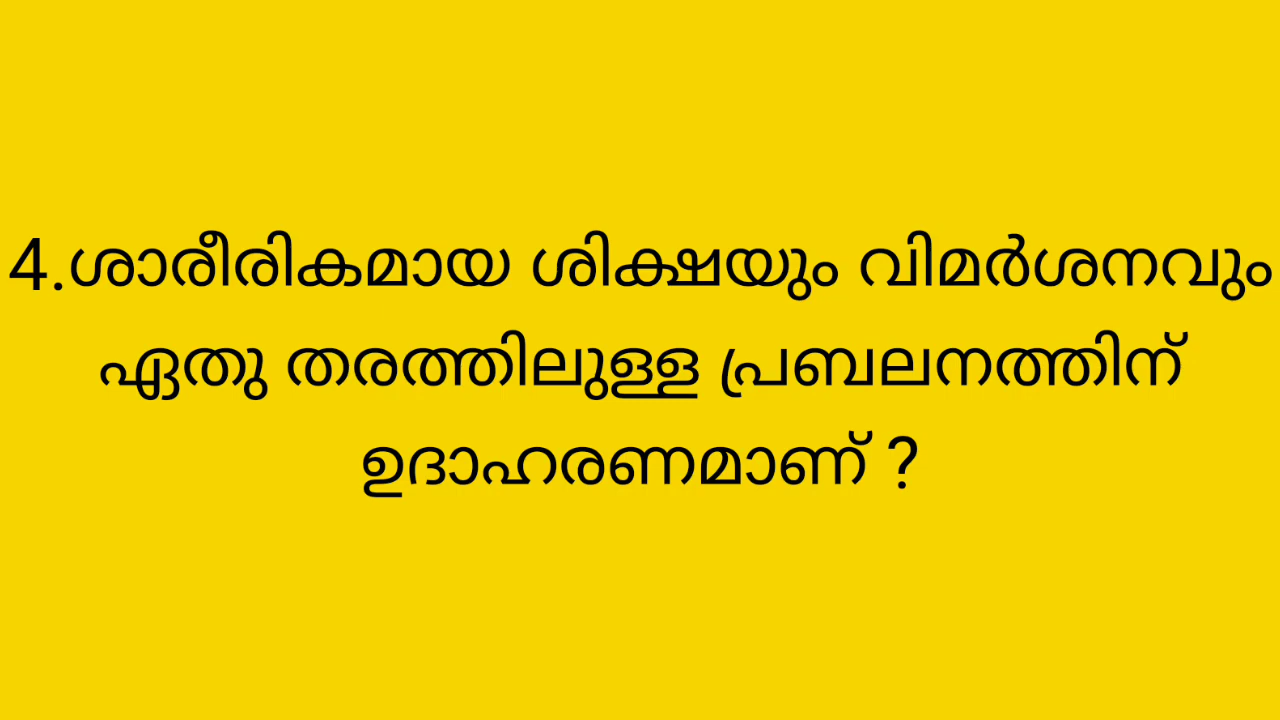 4.ശാരീരികമായ ശിക്ഷയും വിമർശനവും
ഏതു തരത്തിലുള്ള പ്രബലനത്തിന്
ഉദാഹരണമാണ് ?